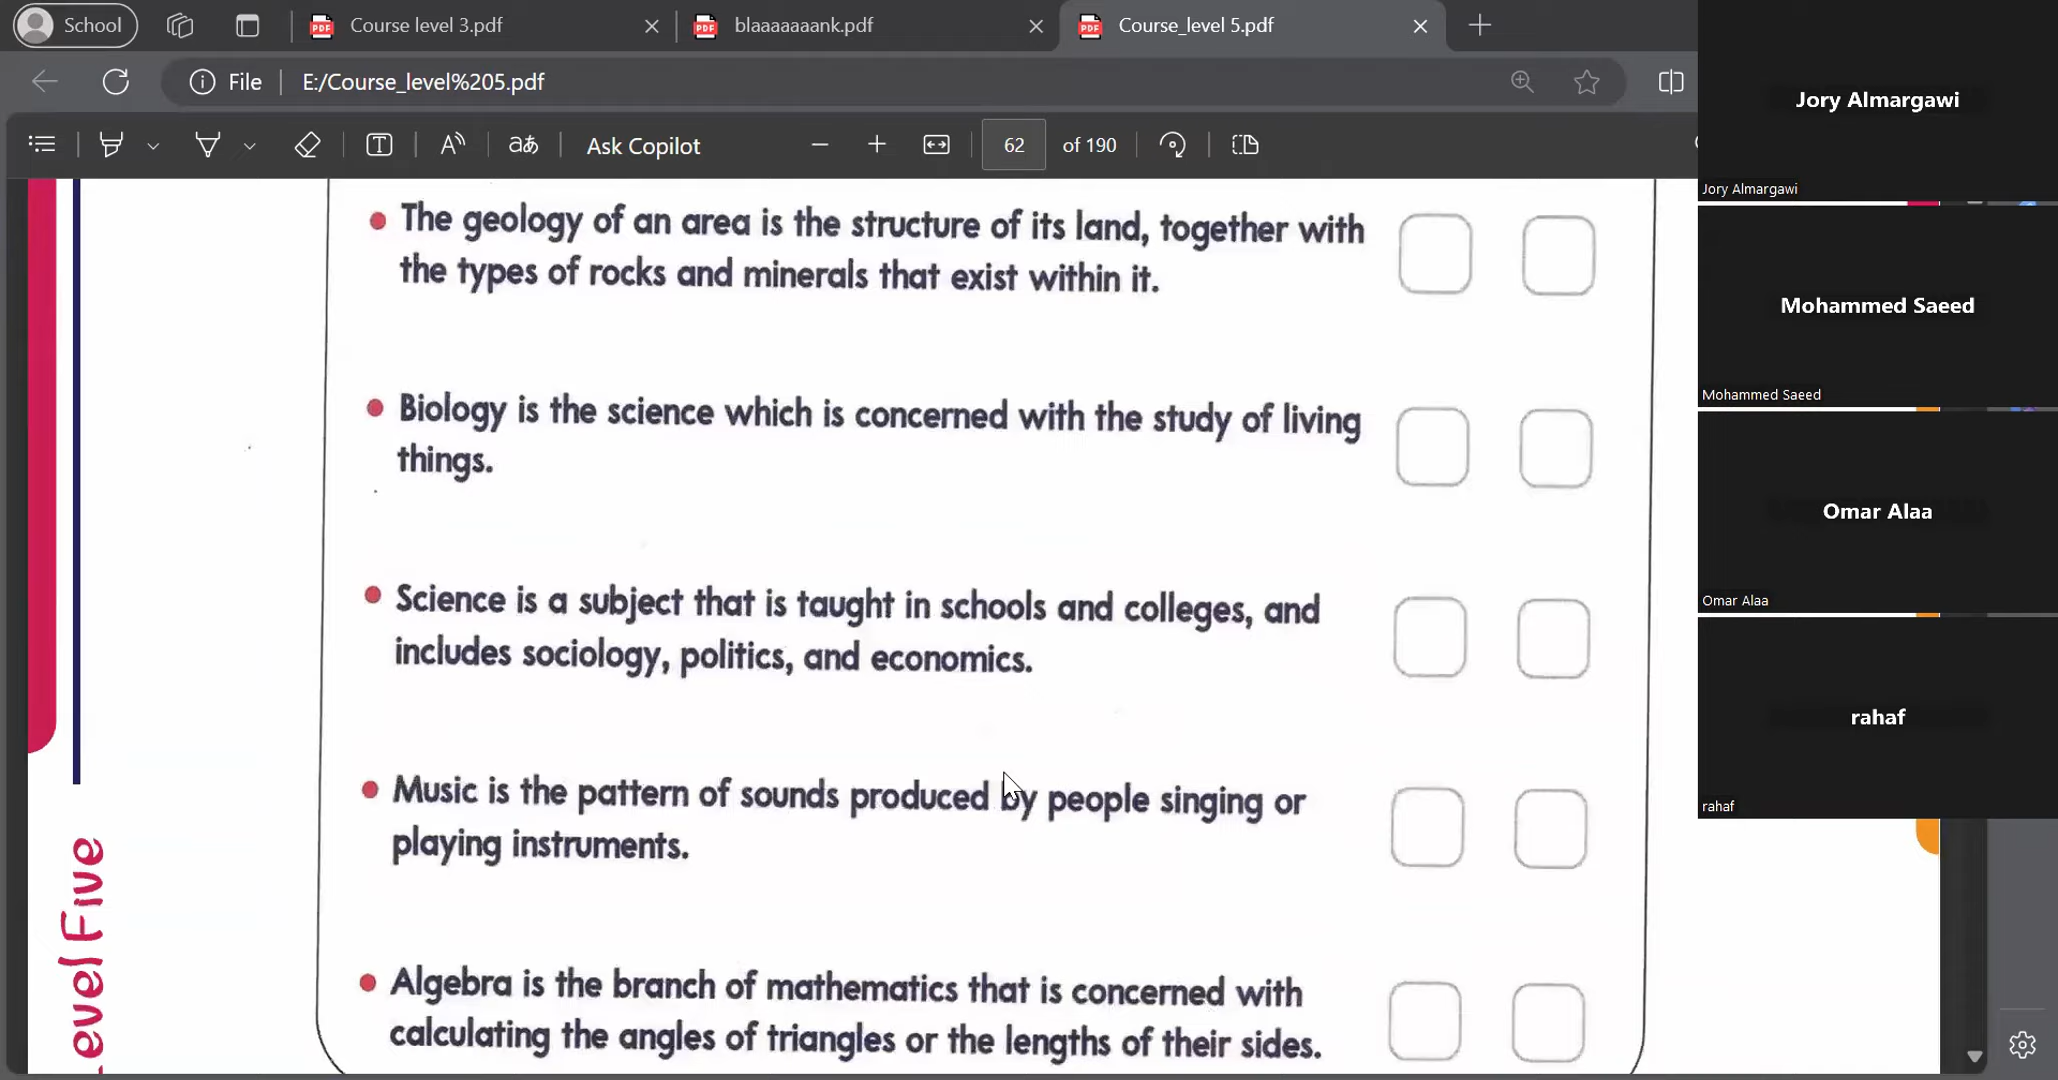 School
Course level 3.pdf
blaaaaaaank.pdf
Course_level 5.pdf
File
E:/Course_level%205.pdf
Ask Copilot
62
of 190
The geology of an area is the structure of its land, together with
the types of rocks and minerals that exist within it.
Biology is the science which is concerned with the study of living
things.
Science is a subject that is taught in schools and colleges, and
includes sociology, politics, and economics.
Music is the pattern of sounds produced by people singing or
playing instruments.
Algebra is the branch of mathematics that is concerned with
calculating the angles of triangles or the lengths of their sides.
Level Five
Jory Almargawi
Jory Almargawi
Mohammed Saeed
Mohammed Saeed
Omar Alaa
Omar Alaa
rahaf
rahaf